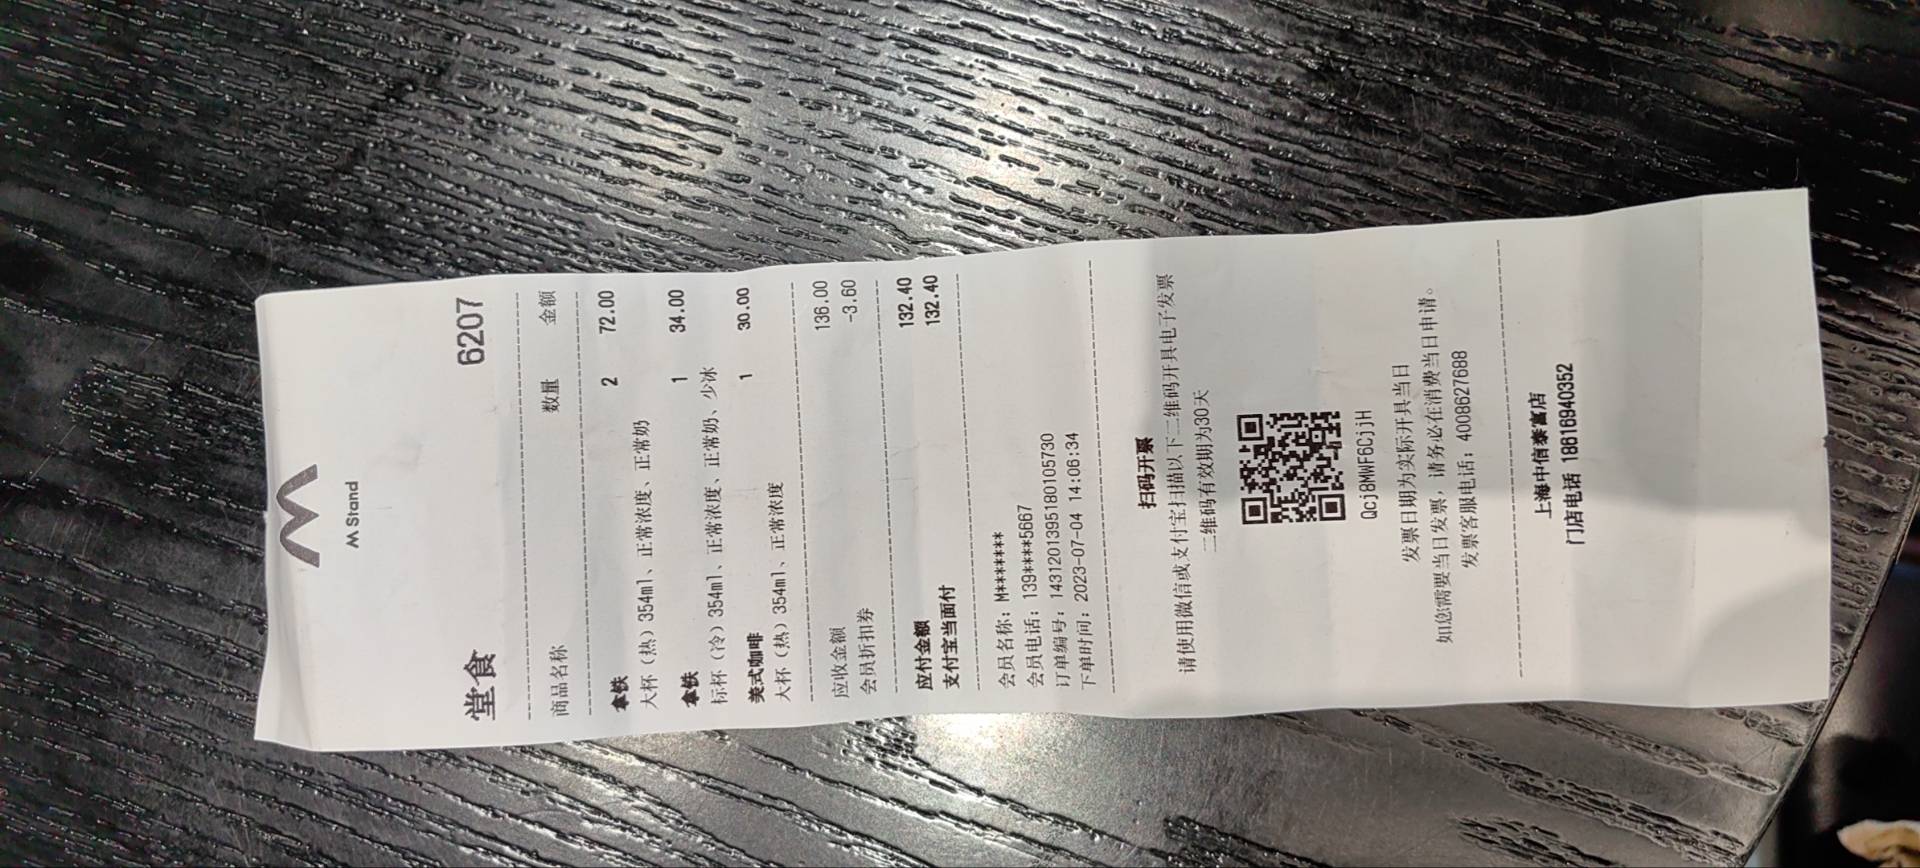 M Stand
堂食 6207
商品名称 数量 金额
拿铁 2 72.00
大杯(热)354ml、正常浓度、正常奶
拿铁 1 34.00
标杯(冷)354ml、正常浓度、正常奶、少冰
美式咖啡 1 30.00
大杯(热)354ml、正常浓度
应收金额 136.00
会员折扣券 -3.60
应付金额 132.40
支付宝当面付 132.40
会员名称：M*******
会员电话：139****5667
订单编号：1431201395180105730
下单时间：2023-07-04 14:06:34
扫码开票
请使用微信或支付宝扫描以下二维码开具电子发票
二维码有效期为30天
Qcj8MWF6CjjH
发票日期为实际开具当日
如您需要当日发票，请务必在消费当日申请。
发票客服电话：4008627688
上海中信泰富店
门店电话 18616940352